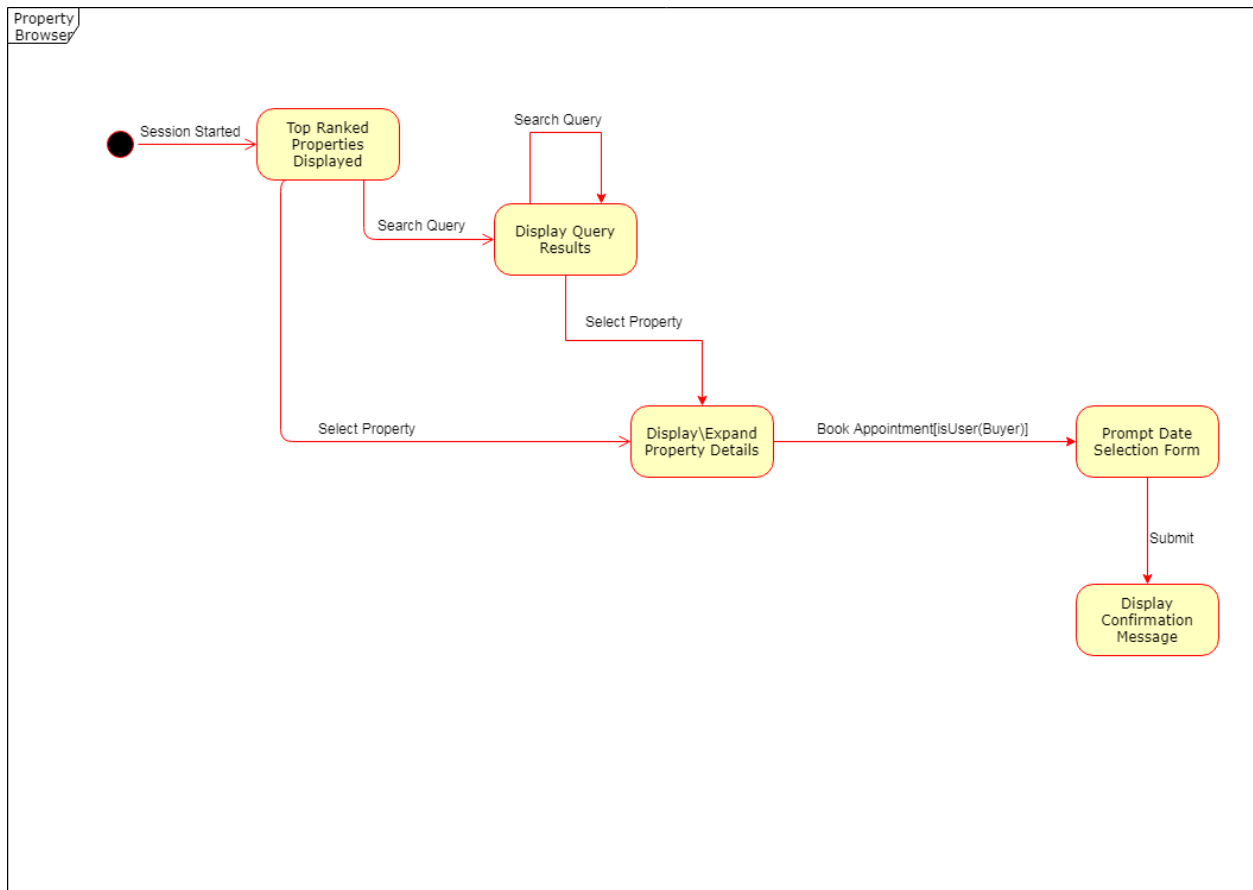 Property
Browser
Session Started
Top Ranked
Properties
Displayed
Search Query
Search Query
Display Query
Results
Select Property
Select Property
Display\Expand
Property Details
Book Appointment[isUser(Buyer)]
Prompt Date
Selection Form
Submit
Display
Confirmation
Message